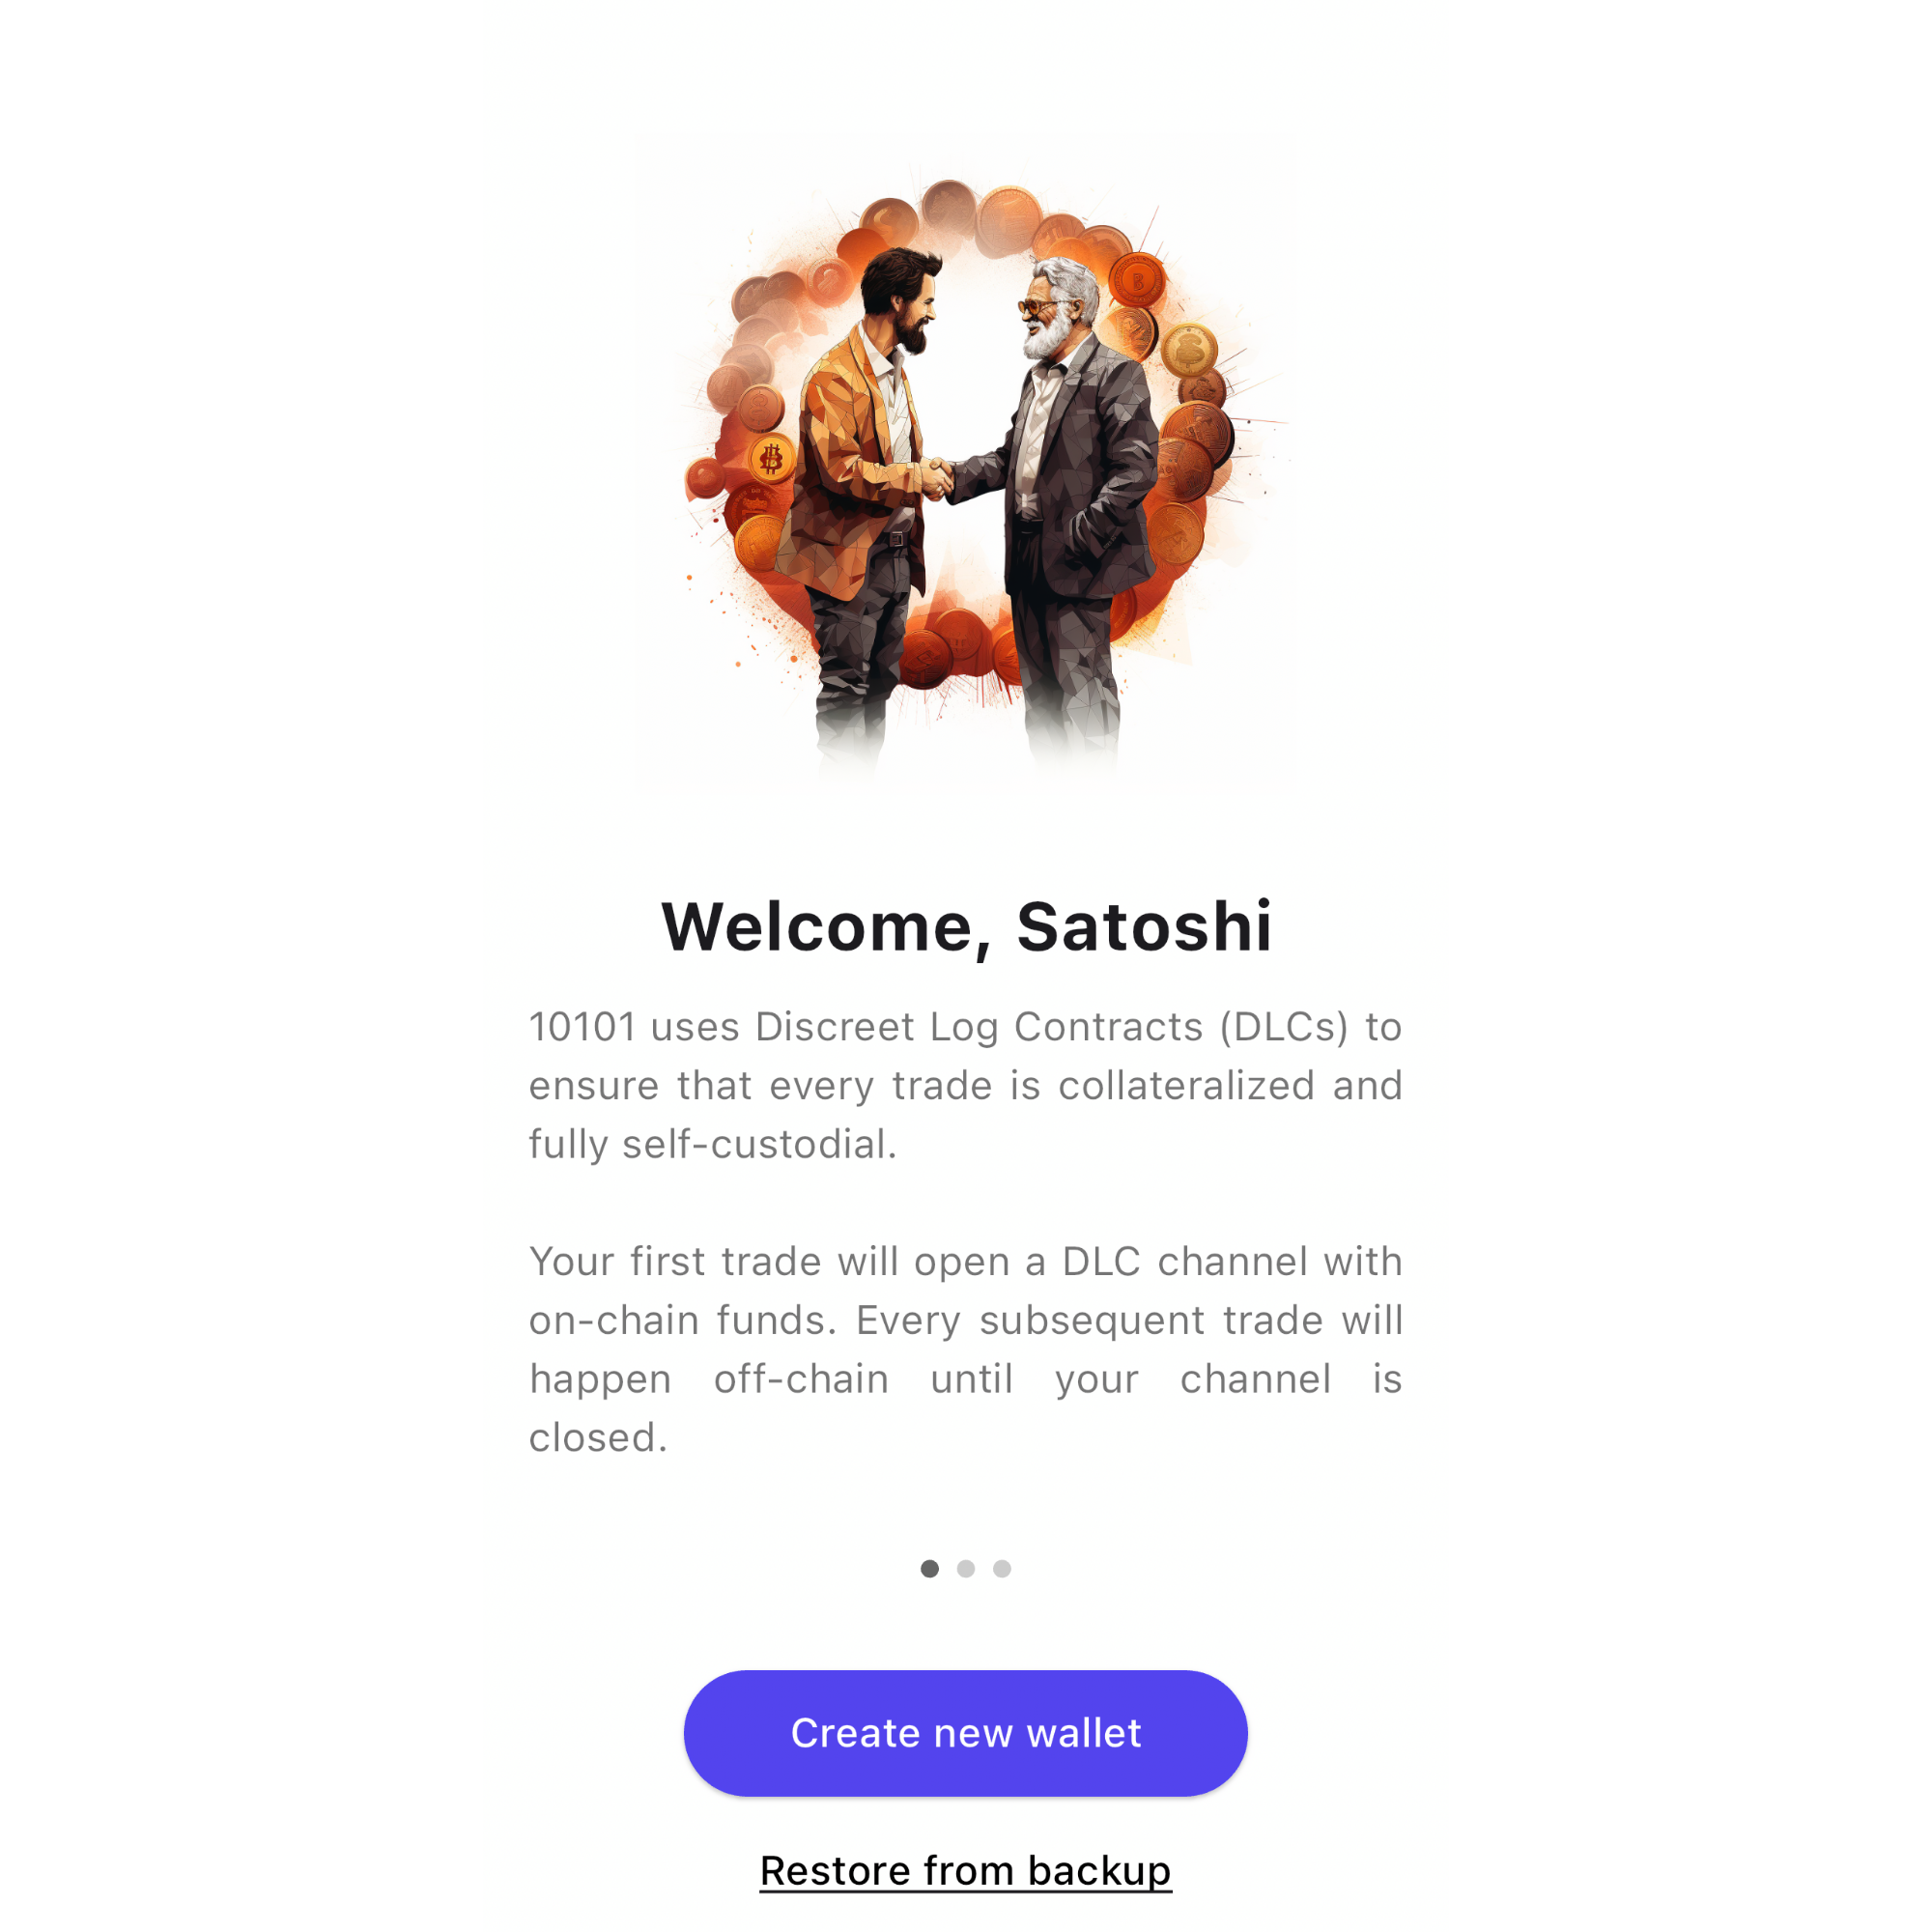 Welcome, Satoshi
10101 uses Discreet Log Contracts (DLCs) to
ensure that every trade is collateralized and
fully self-custodial.
Your first trade will open a DLC channel with
on-chain funds. Every subsequent trade will
happen off-chain until your channel is
closed.
Create new wallet
Restore from backup